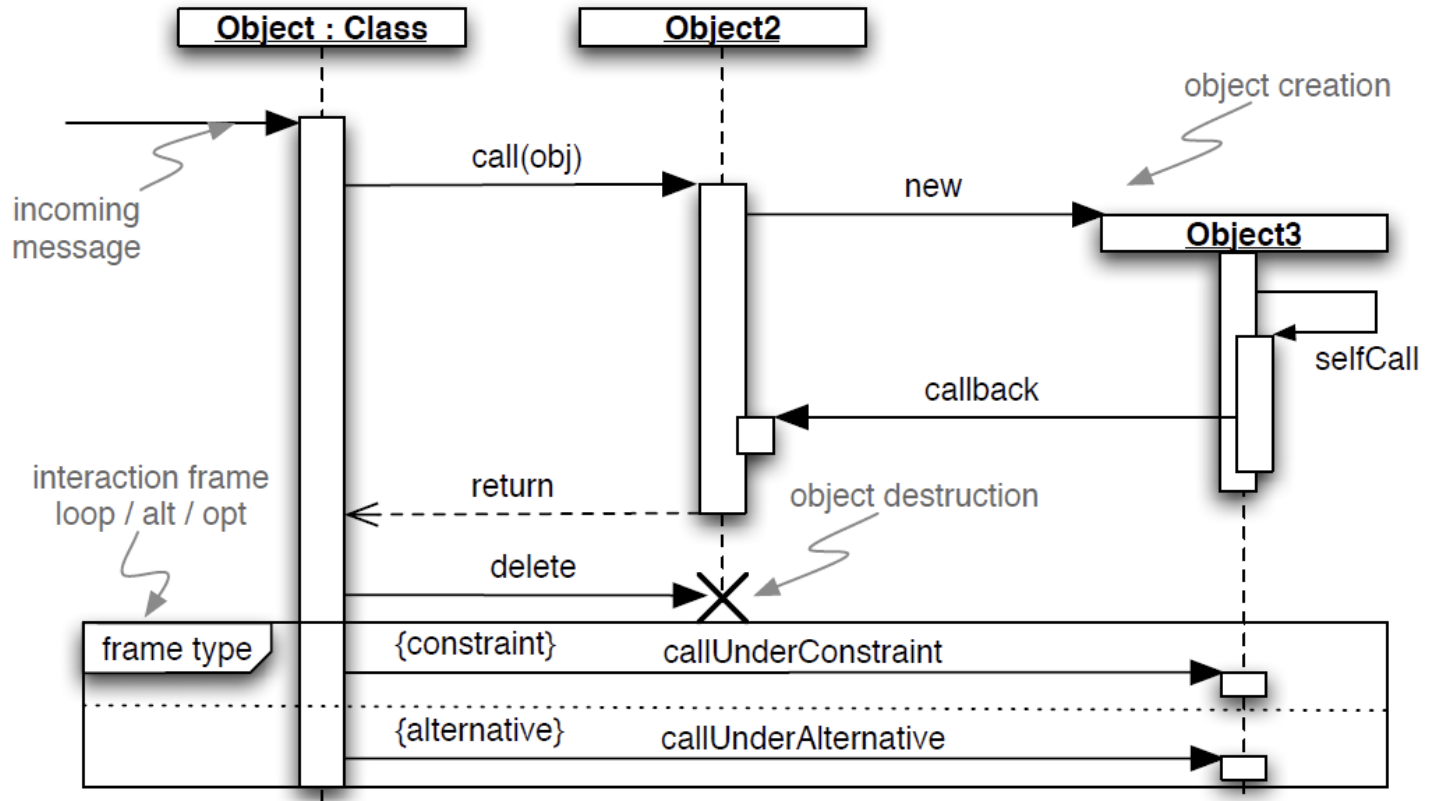 Object : Class
Object2
object creation
call(obj)
new
incoming
message
Object3
selfCall
callback
interaction frame
loop / alt / opt
return
object destruction
delete
frame type
{constraint}
callUnderConstraint
{alternative}
callUnderAlternative